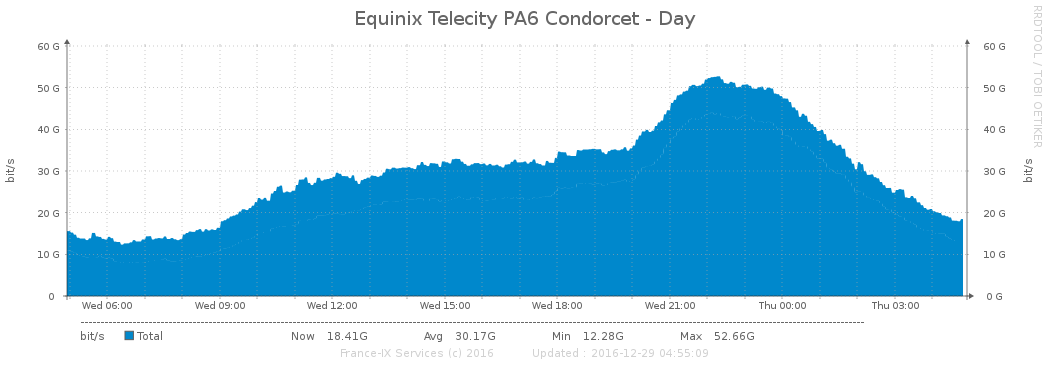 Equinix Telecity PA6 Condorcet - Day
RRDTOOL / TOBI OETIKER
60 G 60 G
50 G 50 G
40 G 40 G
30 G 30 G
20 G 20 G
10 G 10 G
0 0 G
bit/s
bit/s
Wed 06:00 Wed 09:00 Wed 12:00 Wed 15:00 Wed 18:00 Wed 21:00 Thu 00:00 Thu 03:00
bit/s Total Now 18.41G Avg 30.17G Min 12.28G Max 52.66G
France-IX Services (c) 2016 Updated : 2016-12-29 04:55:09